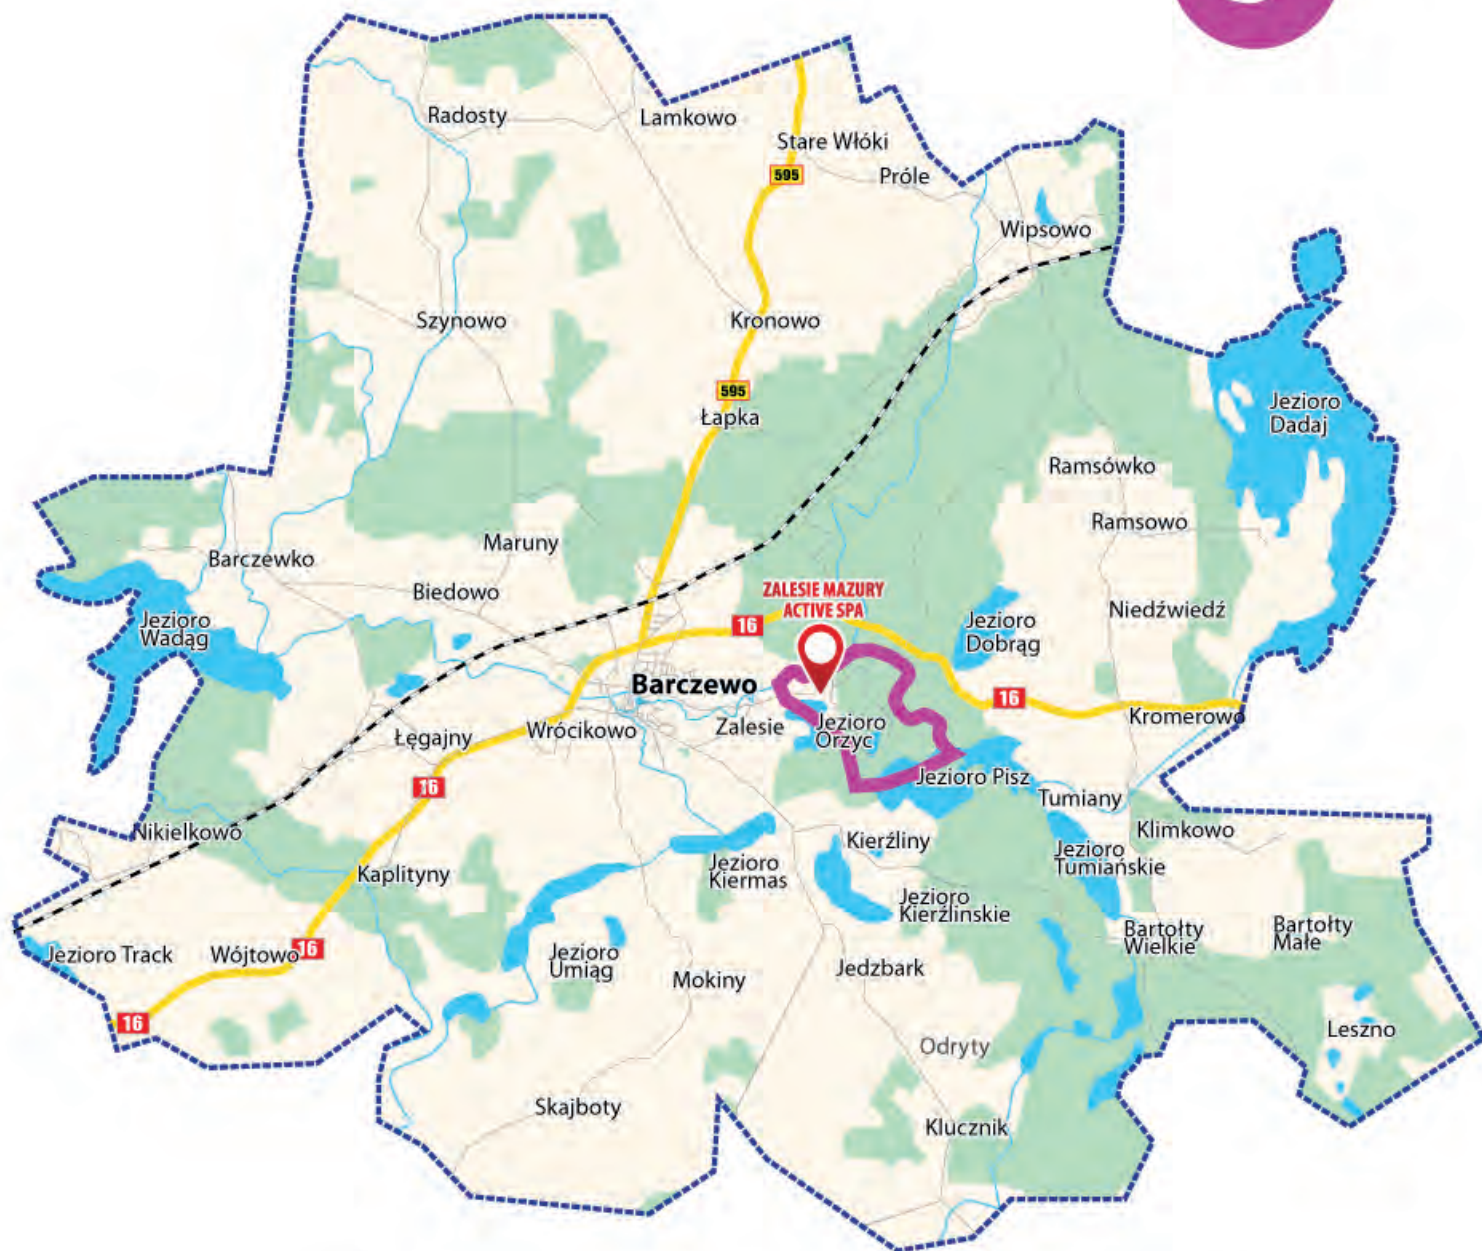 Radosty
Lamkowo
Stare Włóki
595
Próle
Wipsowo
Szynowo
Kronowo
595
Łapka
Jezioro
Dadaj
Ramsówko
Ramsowo
Maruny
Barczewko
Biedowo
ZALESIE MAZURY
ACTIVE SPA
Niedźwiedź
Jezioro
Wadąg
16
Jezioro
Dobrąg
Barczewo
16
Kromerowo
Łęgajny
Wrócikowo
Zalesie
Jezioro
Orzyc
16
Jezioro Pisz
Tumiany
Nikielkowo
Klimkowo
Kierźliny
Jezioro
Tumiańskie
Kaplityny
Jezioro
Kiermas
Jezioro
Kierźlinskie
Bartołty
Wielkie
Bartołty
Małe
Jezioro Track
Wójtowo
16
Jezioro
Umiąg
Mokiny
Jedzbark
16
Leszno
Odryty
Skajboty
Klucznik